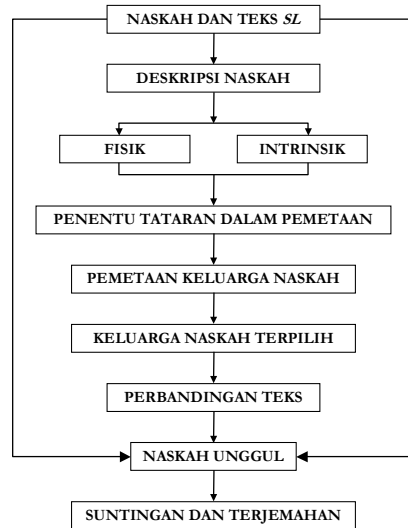 NASKAH DAN TEKS SL
DESKRIPSI NASKAH
FISIK
INTRINSIK
PENENTU TATARAN DALAM PEMETAAN
PEMETAAN KELUARGA NASKAH
KELUARGA NASKAH TERPILIH
PERBANDINGAN TEKS
NASKAH UNGGUL
SUNTINGAN DAN TERJEMAHAN